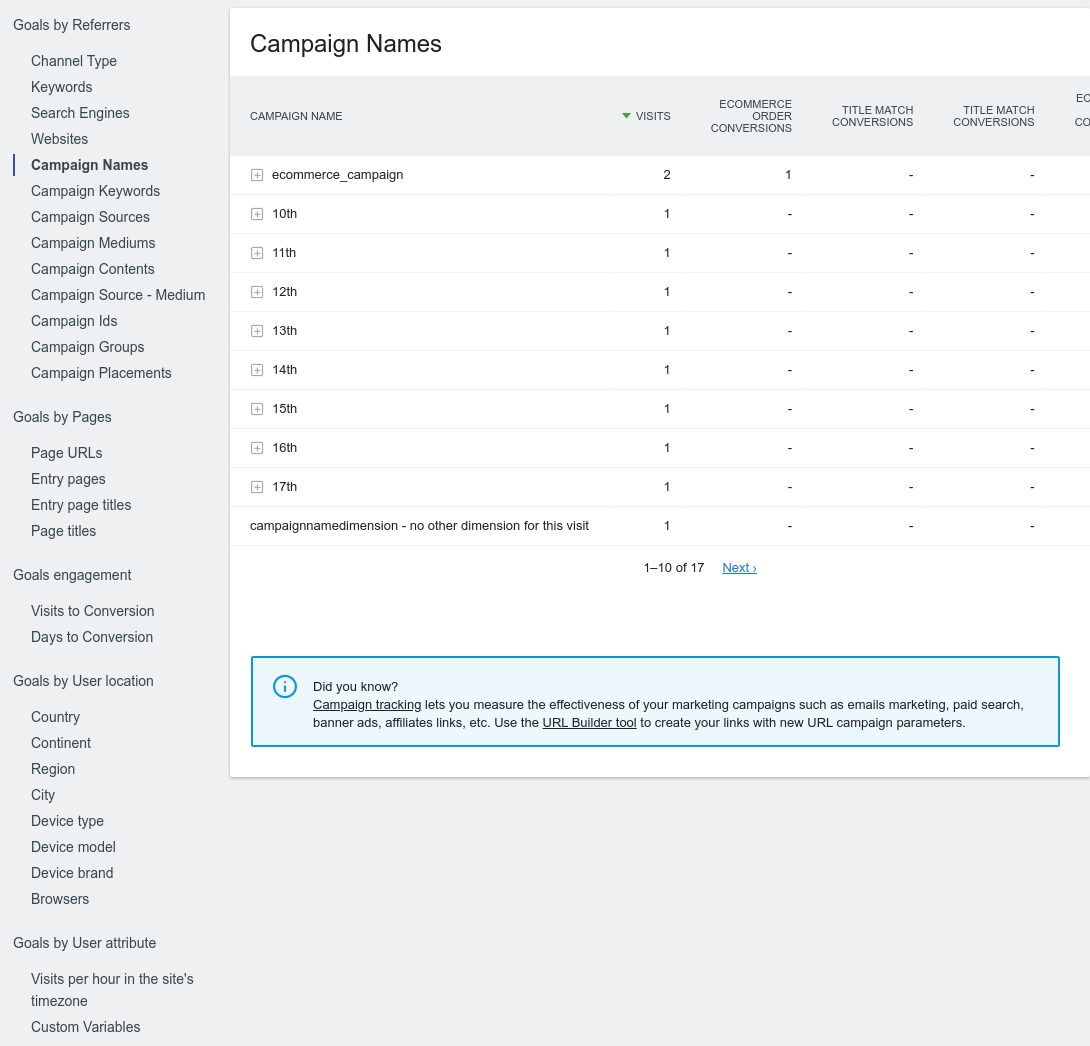 Goals by Referrers
Channel Type
Keywords
Search Engines
Websites
Campaign Names
Campaign Keywords
Campaign Sources
Campaign Mediums
Campaign Contents
Campaign Source - Medium
Campaign Ids
Campaign Groups
Campaign Placements
Goals by Pages
Page URLs
Entry pages
Entry page titles
Page titles
Goals engagement
Visits to Conversion
Days to Conversion
Goals by User location
Country
Continent
Region
City
Device type
Device model
Device brand
Browsers
Goals by User attribute
Visits per hour in the site's
timezone
Custom Variables
Campaign Names
CAMPAIGN NAME
VISITS
ECOMMERCE
ORDER
CONVERSIONS
TITLE MATCH
CONVERSIONS
TITLE MATCH
CONVERSIONS
EC
CO
ecommerce_campaign 2 1 - -
10th 1 - - -
11th 1 - - -
12th 1 - - -
13th 1 - - -
14th 1 - - -
15th 1 - - -
16th 1 - - -
17th 1 - - -
campaignnamedimension - no other dimension for this visit 1 - - -
1–10 of 17 Next ›
Did you know?
Campaign tracking lets you measure the effectiveness of your marketing campaigns such as emails marketing, paid search,
banner ads, affiliates links, etc. Use the URL Builder tool to create your links with new URL campaign parameters.